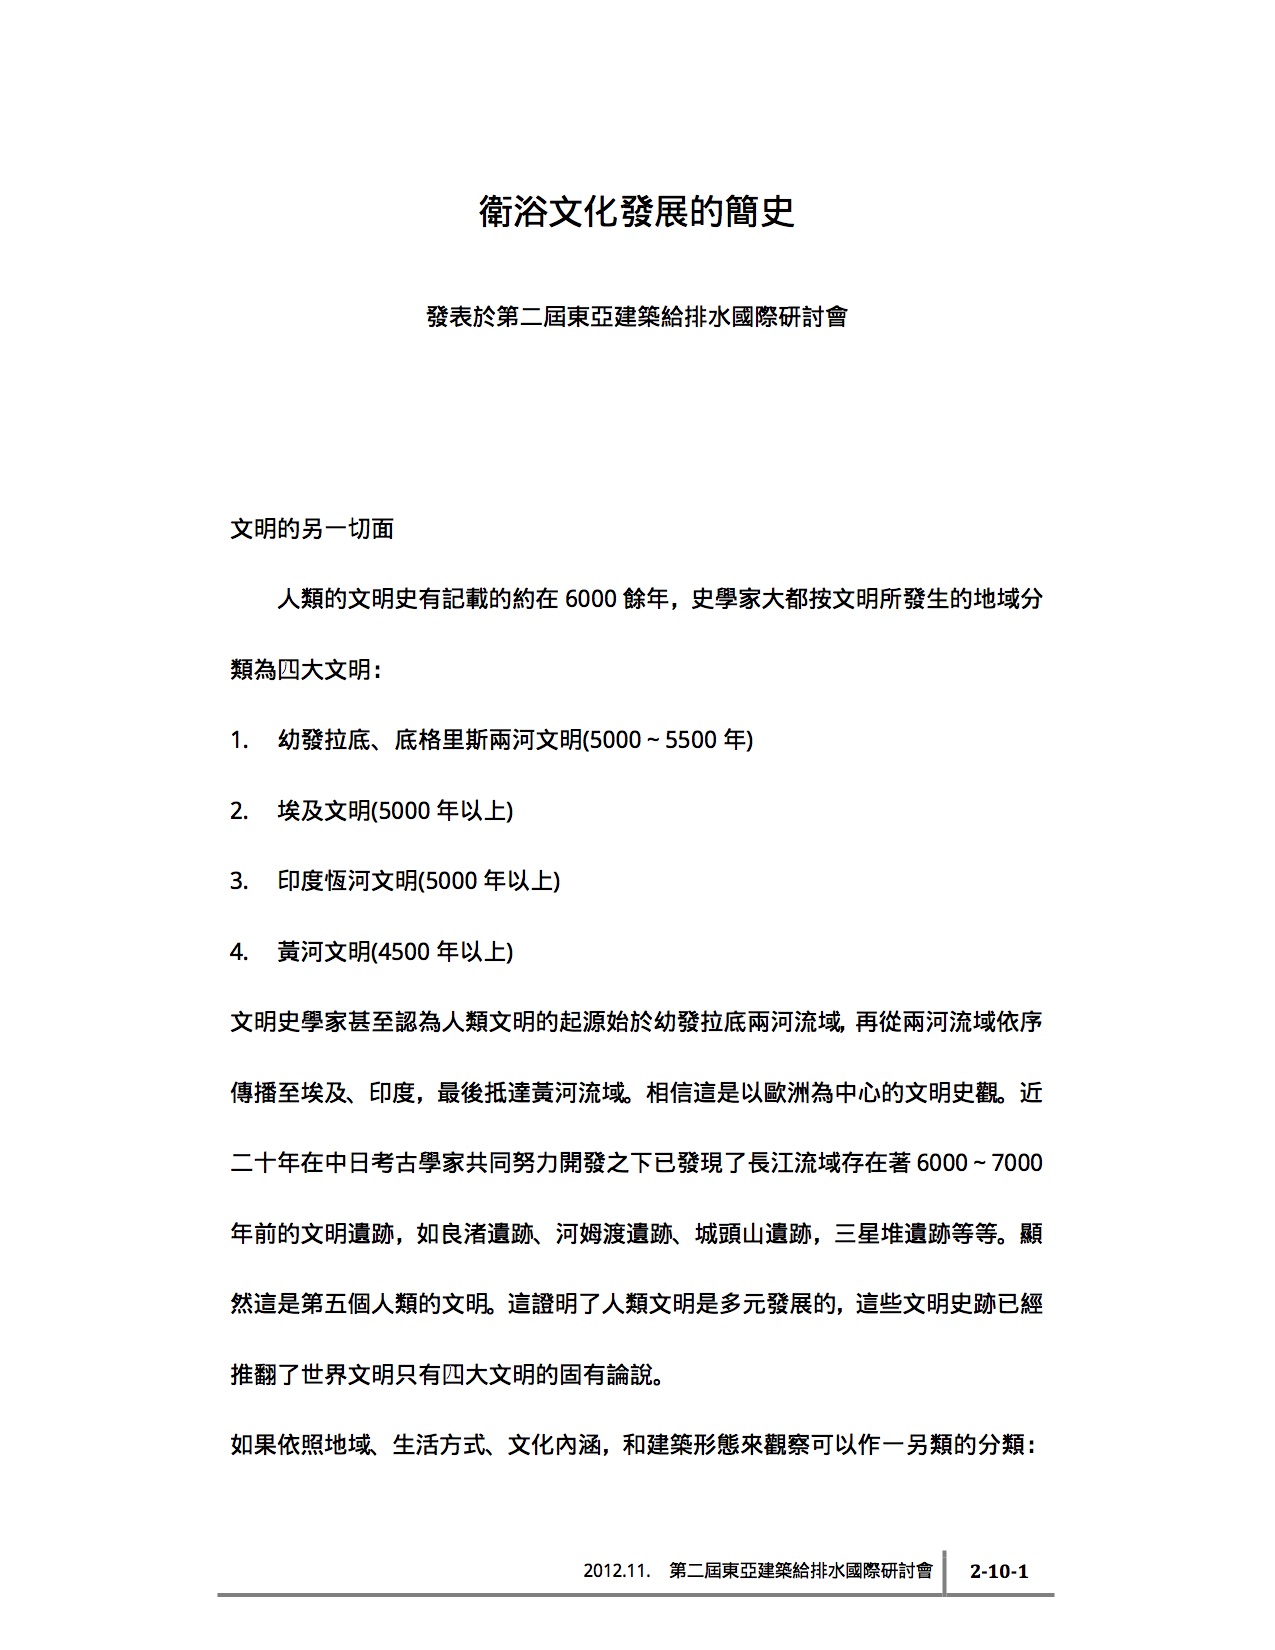 衛浴文化發展的簡史
發表於第二屆東亞建築給排水國際研討會
文明的另一切面
人類的文明史有記載的約在 6000 餘年，史學家大都按文明所發生的地域分
類為四大文明：
1. 幼發拉底、底格里斯兩河文明(5000 ~ 5500 年)
2. 埃及文明(5000 年以上)
3. 印度恆河文明(5000 年以上)
4. 黃河文明(4500 年以上)
文明史學家甚至認為人類文明的起源始於幼發拉底兩河流域，再從兩河流域依序
傳播至埃及、印度，最後抵達黃河流域。相信這是以歐洲為中心的文明史觀。近
二十年在中日考古學家共同努力開發之下已發現了長江流域存在著 6000 ~ 7000
年前的文明遺跡，如良渚遺跡、河姆渡遺跡、城頭山遺跡，三星堆遺跡等等。顯
然這是第五個人類的文明。這證明了人類文明是多元發展的，這些文明史跡已經
推翻了世界文明只有四大文明的固有論說。
如果依照地域、生活方式、文化內涵，和建築形態來觀察可以作一另類的分類：
2012.11. 第二屆東亞建築給排水國際研討會 2-10-1